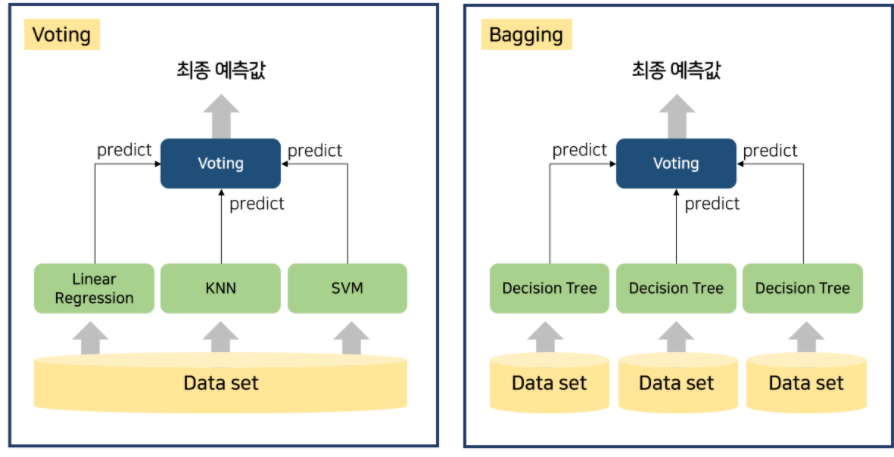 Voting
최종 예측값
predict
Voting
predict
predict
Linear
Regression
KNN
SVM
Data set
Bagging
최종 예측값
predict
Voting
predict
predict
Decision Tree
Decision Tree
Decision Tree
Data set
Data set
Data set